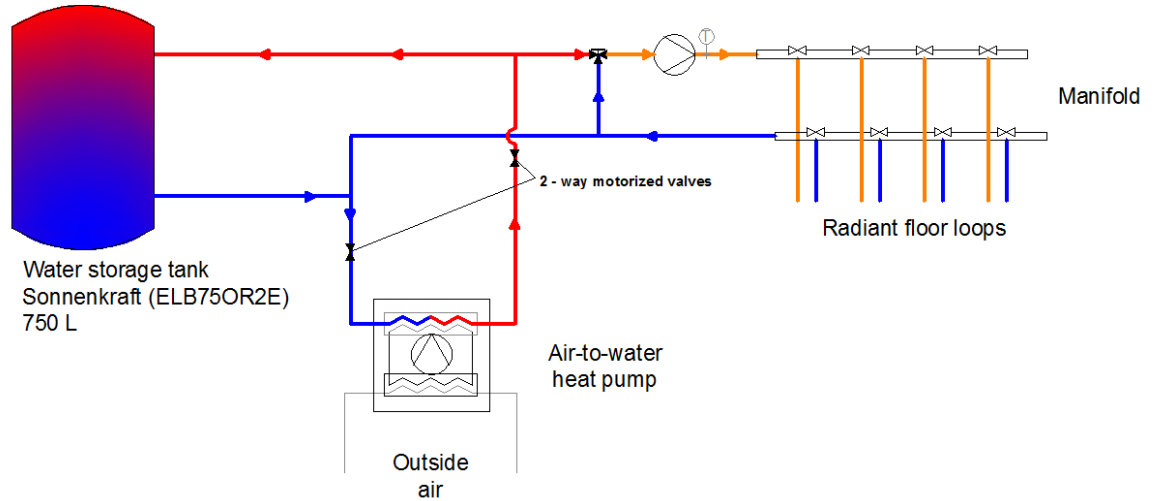 T
Manifold
2 - way motorized valves
Radiant floor loops
Water storage tank
Sonnenkraft (ELB75OR2E)
750 L
Air-to-water
heat pump
Outside
air